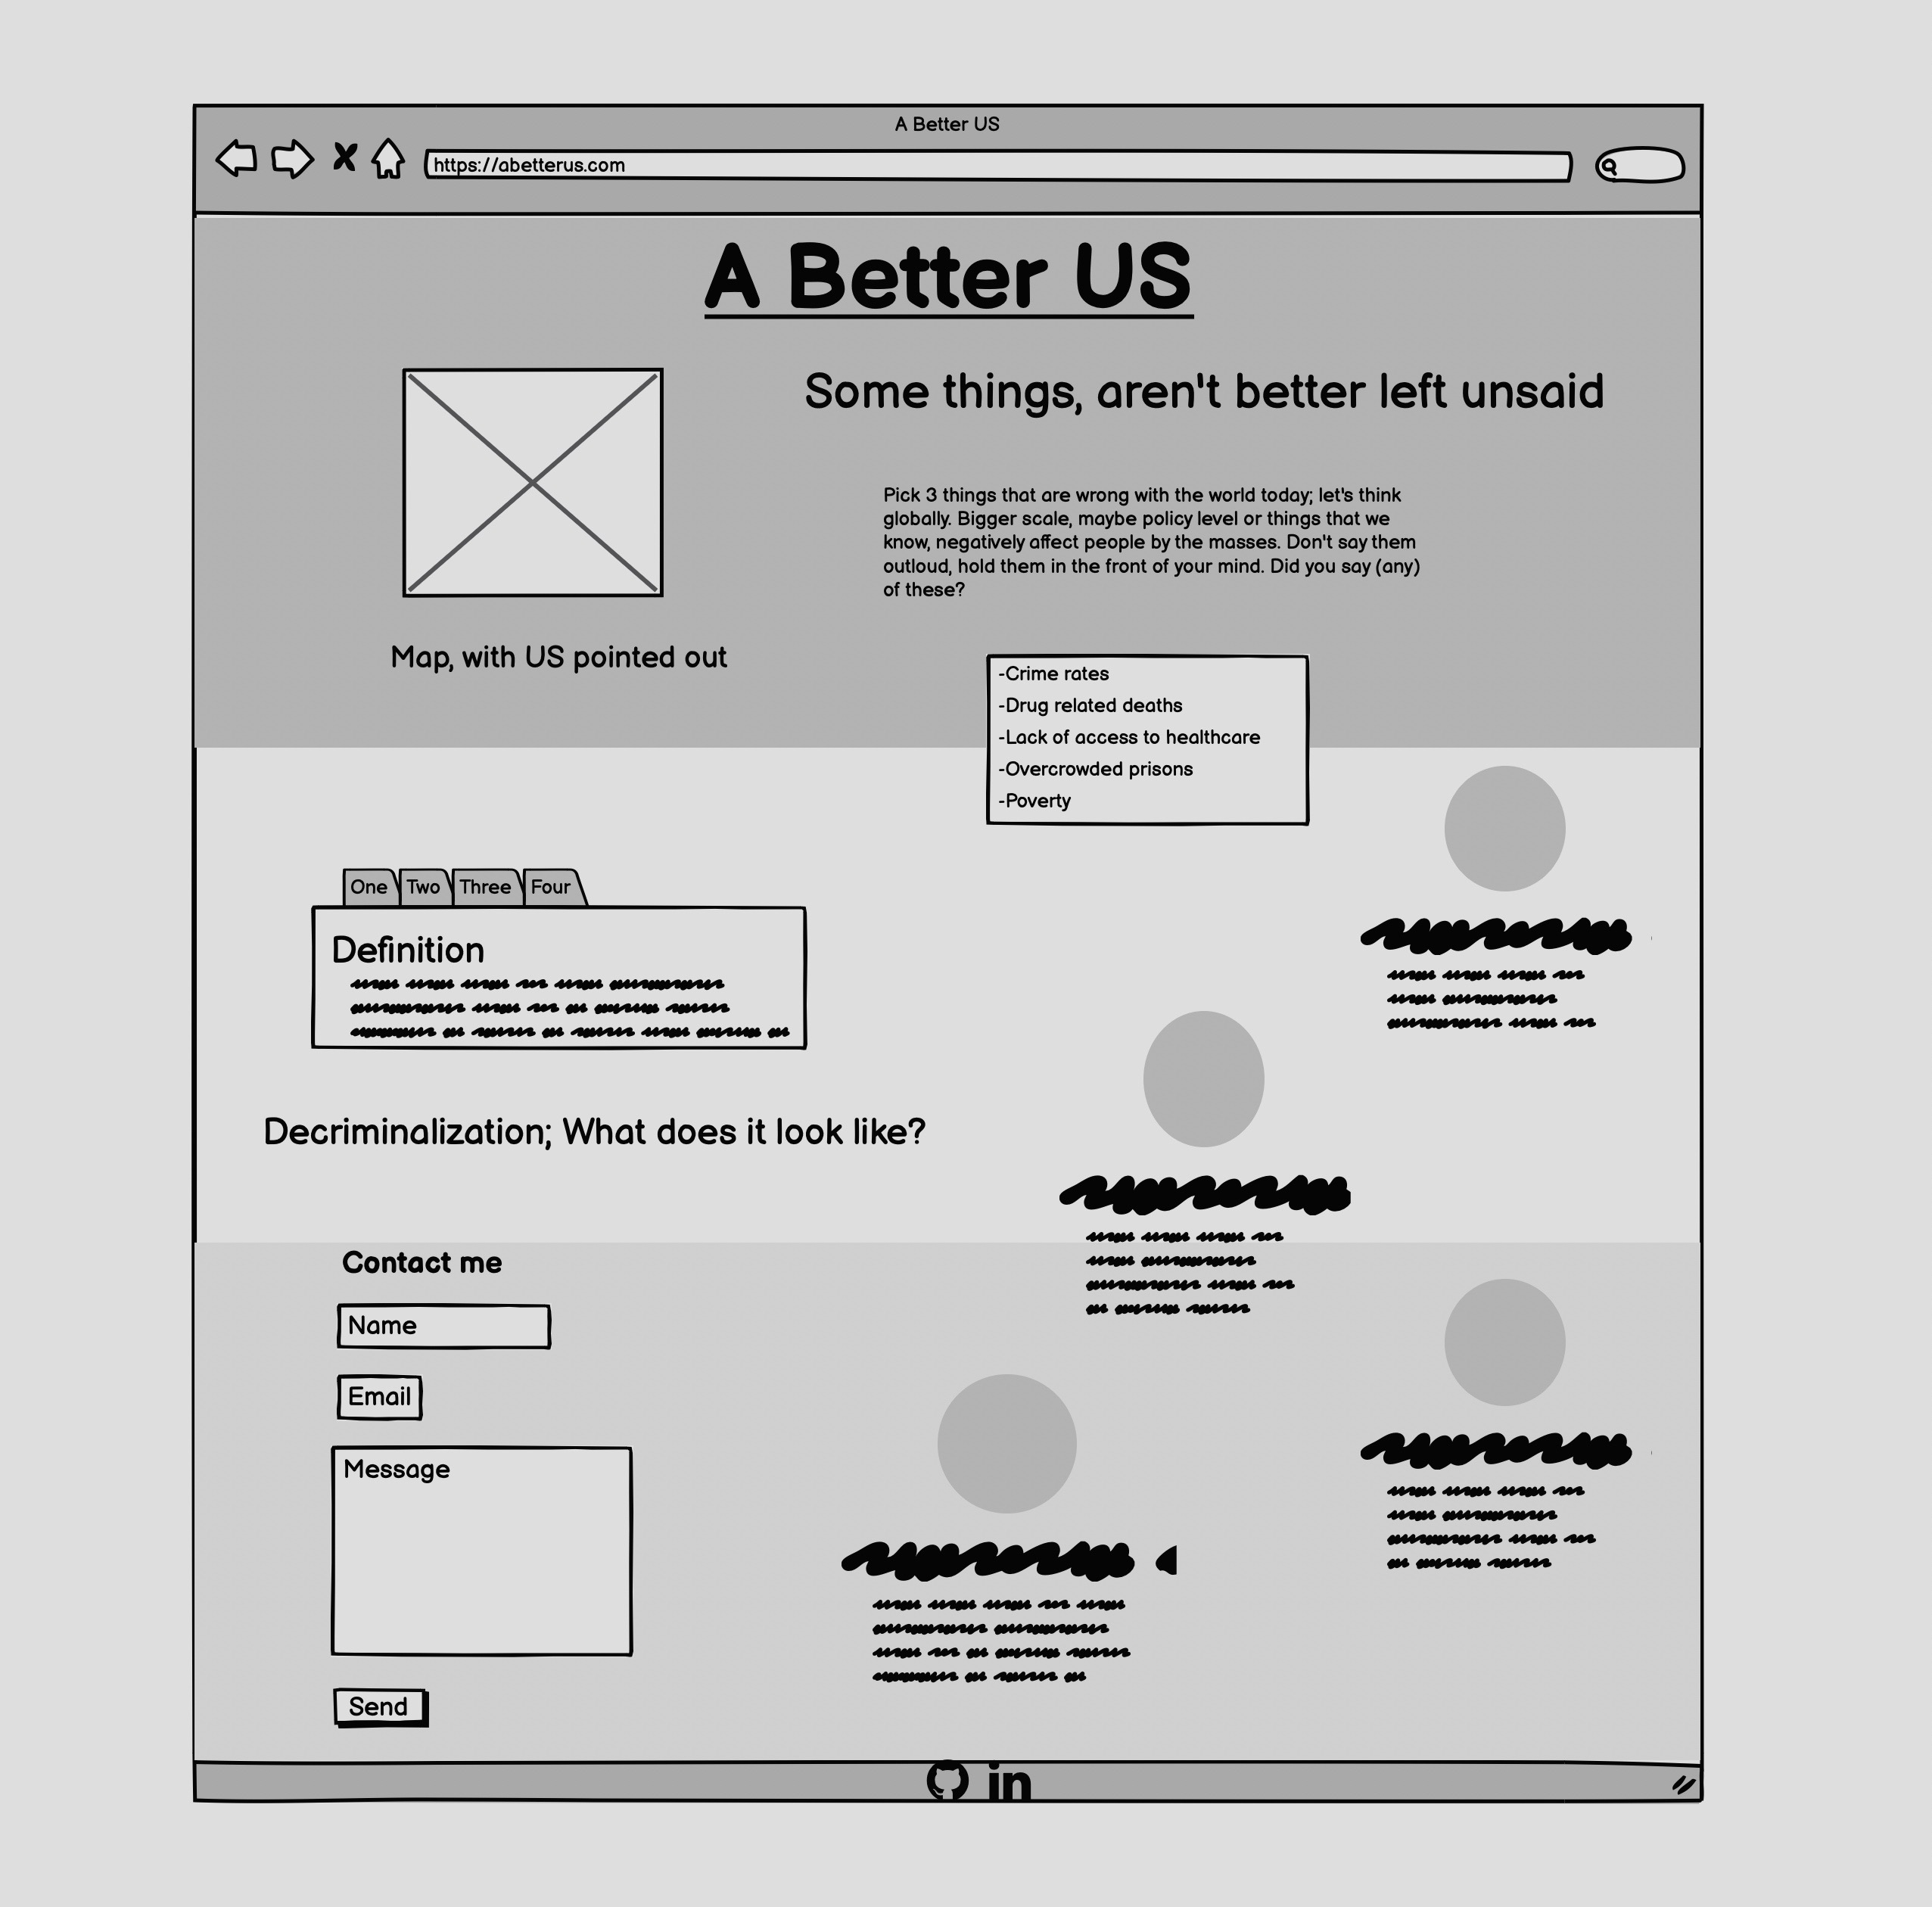 A Better US
https://abetterus.com
A Better US
Some things, aren't better left unsaid
Pick 3 things that are wrong with the world today; let's think
globally. Bigger scale, maybe policy level or things that we
know, negatively affect people by the masses. Don't say them
outloud, hold them in the front of your mind. Did you say (any)
of these?
Map, with US pointed out
-Crime rates
-Drug related deaths
-Lack of access to healthcare
-Overcrowded prisons
-Poverty
One Two Three Four
Definition
Decriminalization; What does it look like?
Contact me
Name
Email
Message
Send
in